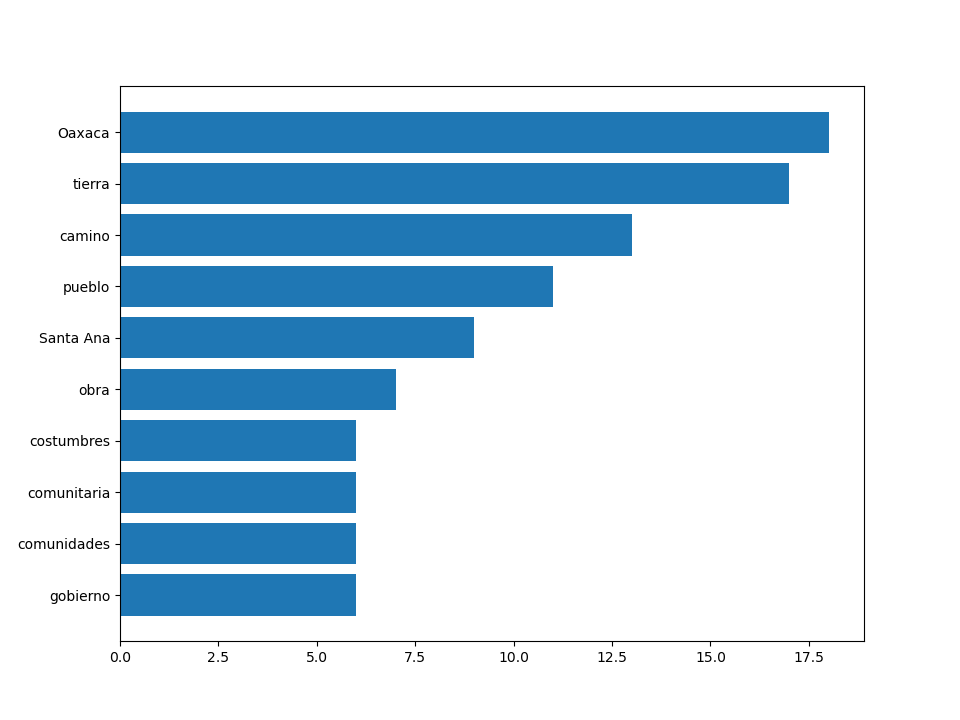 Oaxaca
tierra
camino
pueblo
Santa Ana
obra
costumbres
comunitaria
comunidades
gobierno
0.0 2.5 5.0 7.5 10.0 12.5 15.0 17.5